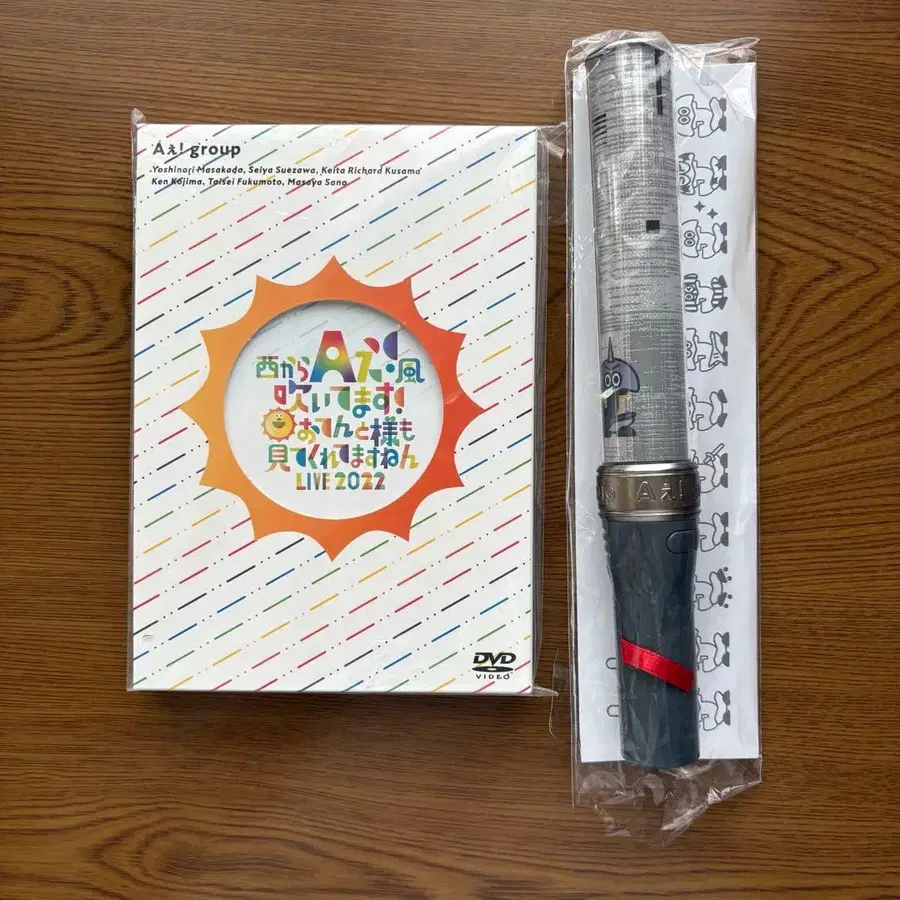 Aぇ! group
Yoshinori Masakado, Seiya Suezawa, Keita Richard Kusama
Ken Kojima, Taisei Fukumoto, Masaya Sano
西からAぇ!風
吹いてます!
おてんと様も
見てくれてますねん
LIVE 2022
DVD
VIDEO
Aぇ!